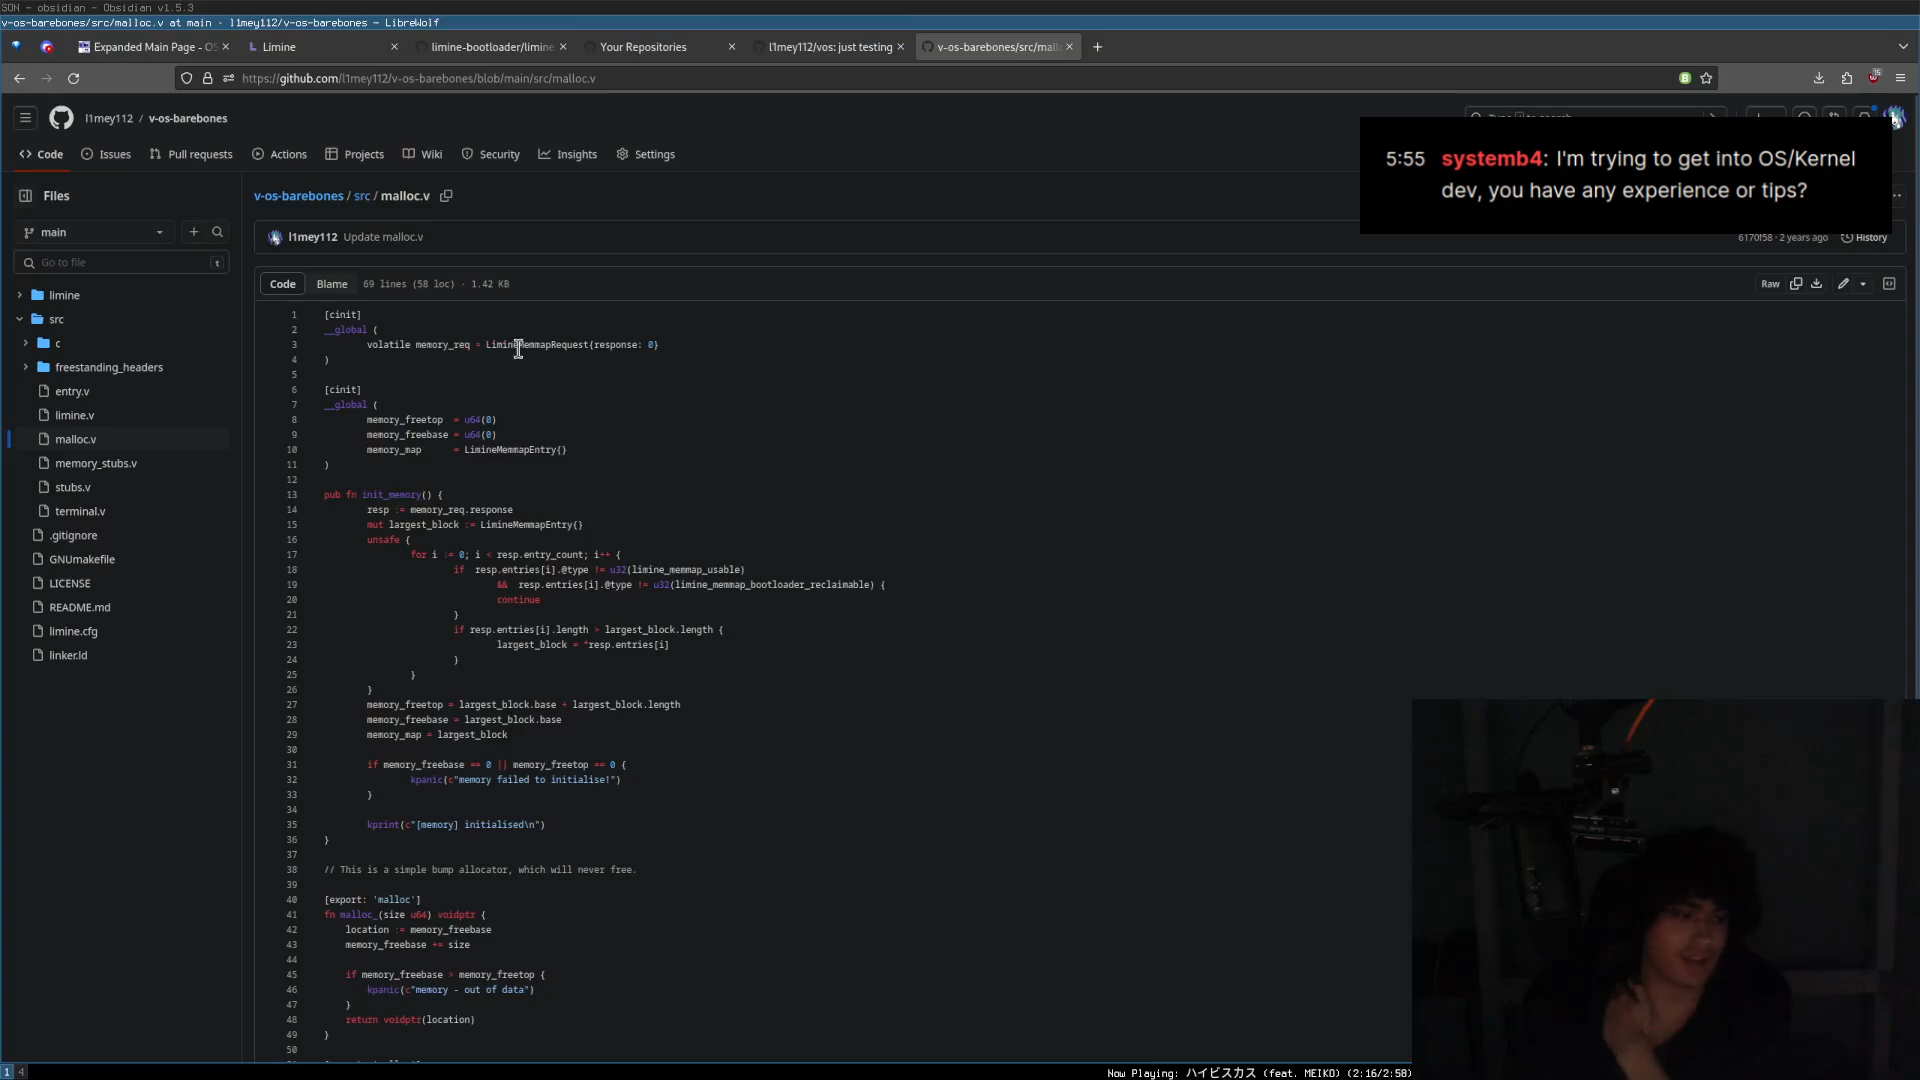 SON - obsidian - Obsidian v1.5.3
v-os-barebones/src/malloc.v at main · l1mey112/v-os-barebones — LibreWolf
Expanded Main Page - OS
Limine
limine-bootloader/limine
Your Repositories
l1mey112/vos: just testing
v-os-barebones/src/mall
https://github.com/l1mey112/v-os-barebones/blob/main/src/malloc.v
l1mey112 / v-os-barebones
Code Issues Pull requests Actions Projects Wiki Security Insights Settings
5:55 systemb4: I'm trying to get into OS/Kernel
dev, you have any experience or tips?
Files
main
Go to file
t
limine
src
c
freestanding_headers
entry.v
limine.v
malloc.v
memory_stubs.v
stubs.v
terminal.v
.gitignore
GNUmakefile
LICENSE
README.md
limine.cfg
linker.ld
v-os-barebones / src / malloc.v
l1mey112 Update malloc.v
6170f58 · 2 years ago History
Code Blame 69 lines (58 loc) · 1.42 KB
Raw
1 [cinit]
2 __global (
3 volatile memory_req = LimineMemmapRequest{response: 0}
4 )
5
6 [cinit]
7 __global (
8 memory_freetop = u64(0)
9 memory_freebase = u64(0)
10 memory_map = LimineMemmapEntry{}
11 )
12
13 pub fn init_memory() {
14 resp := memory_req.response
15 mut largest_block := LimineMemmapEntry{}
16 unsafe {
17 for i := 0; i < resp.entry_count; i++ {
18 if resp.entries[i].@type != u32(limine_memmap_usable)
19 && resp.entries[i].@type != u32(limine_memmap_bootloader_reclaimable) {
20 continue
21 }
22 if resp.entries[i].length > largest_block.length {
23 largest_block = *resp.entries[i]
24 }
25 }
26 }
27 memory_freetop = largest_block.base + largest_block.length
28 memory_freebase = largest_block.base
29 memory_map = largest_block
30
31 if memory_freebase == 0 || memory_freetop == 0 {
32 kpanic(c"memory failed to initialise!")
33 }
34
35 kprint(c"[memory] initialised\n")
36 }
37
38 // This is a simple bump allocator, which will never free.
39
40 [export: 'malloc']
41 fn malloc_(size u64) voidptr {
42 location := memory_freebase
43 memory_freebase += size
44
45 if memory_freebase > memory_freetop {
46 kpanic(c"memory - out of data")
47 }
48 return voidptr(location)
49 }
50
1 4
Now Playing: ハイビスカス (feat. MEIKO) (2:16/2:58)